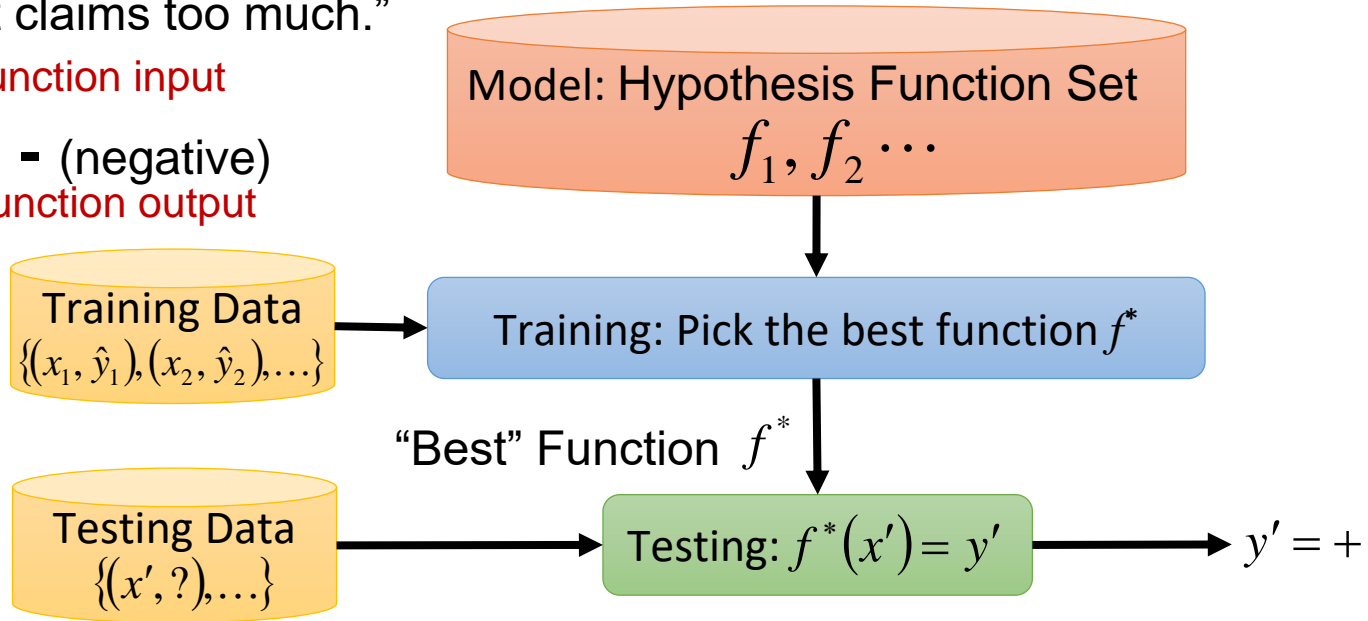 claims too much.”
unction input
- (negative)
unction output
Model: Hypothesis Function Set
f₁, f₂ ⋯
Training Data
{(x₁, ŷ₁), (x₂, ŷ₂), …}
Training: Pick the best function f*
“Best” Function f*
Testing Data
{(x′, ?), …}
Testing: f*(x′) = y′
y′ = +